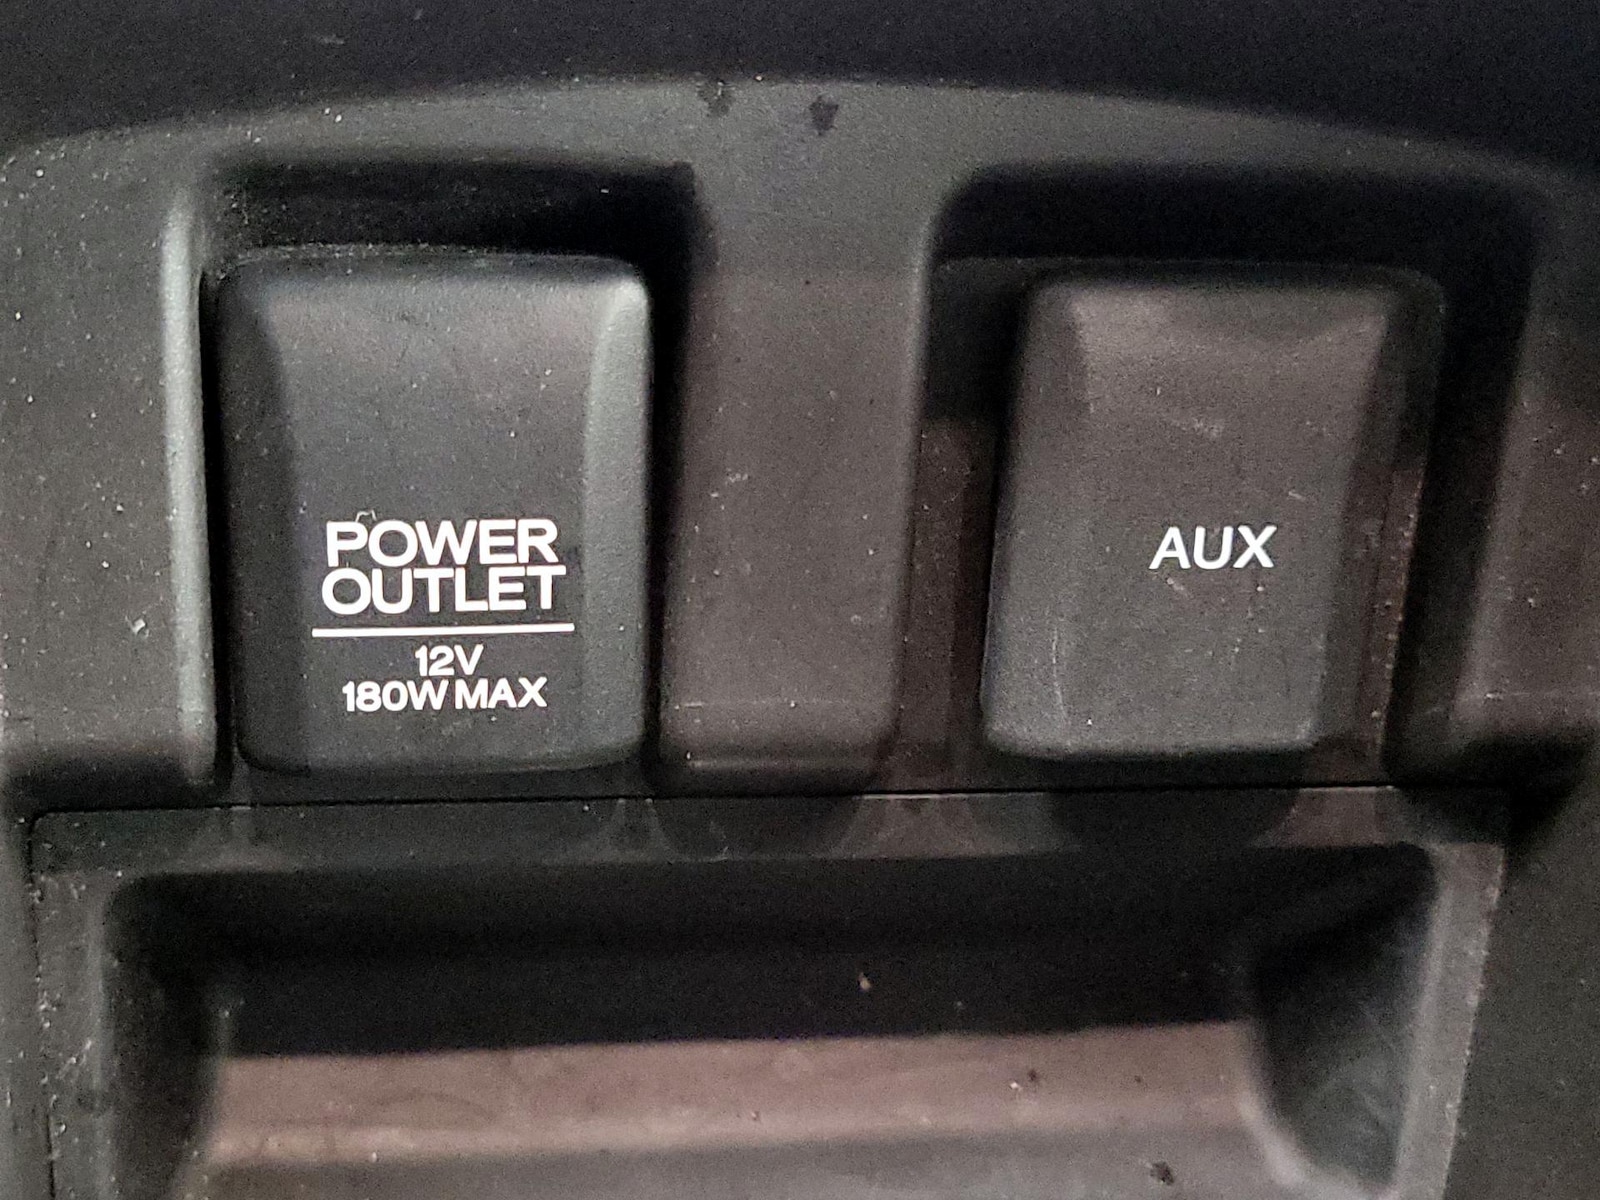 POWER
OUTLET
12V
180W MAX
AUX